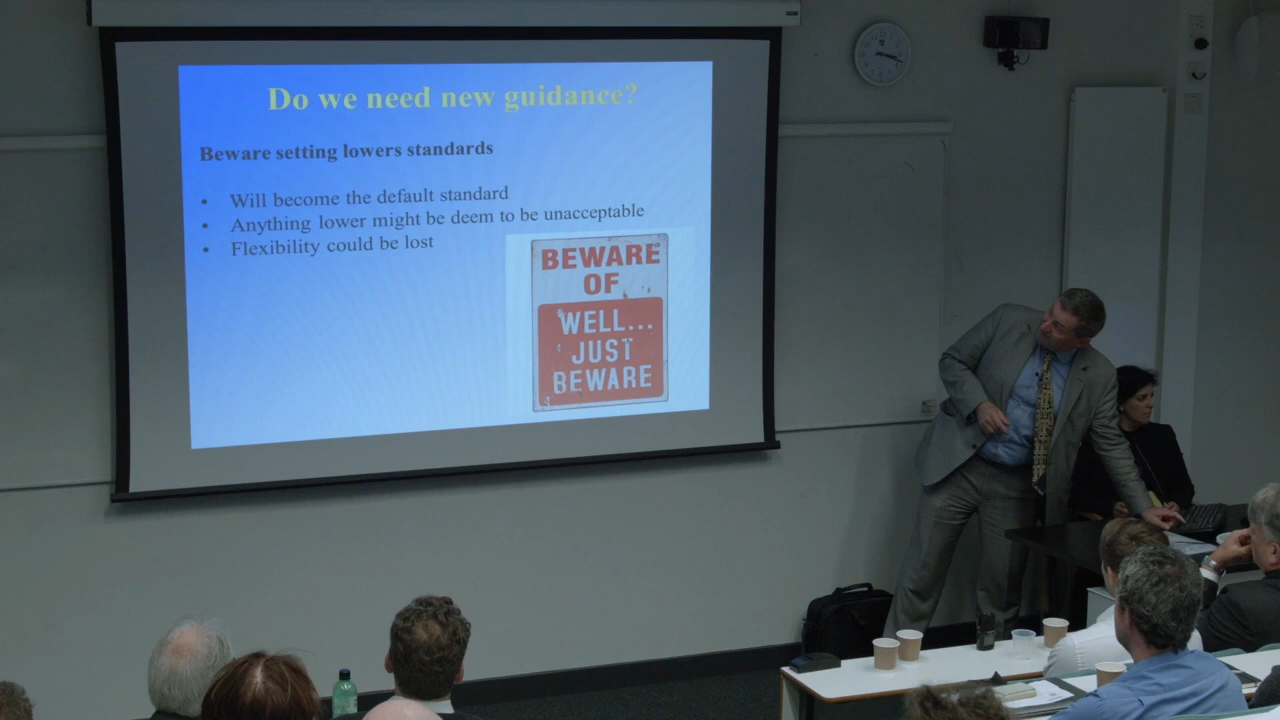 Do we need new guidance?
Beware setting lowers standards
• Will become the default standard
• Anything lower might be deem to be unacceptable
• Flexibility could be lost
BEWARE
OF
WELL...
JUST
BEWARE